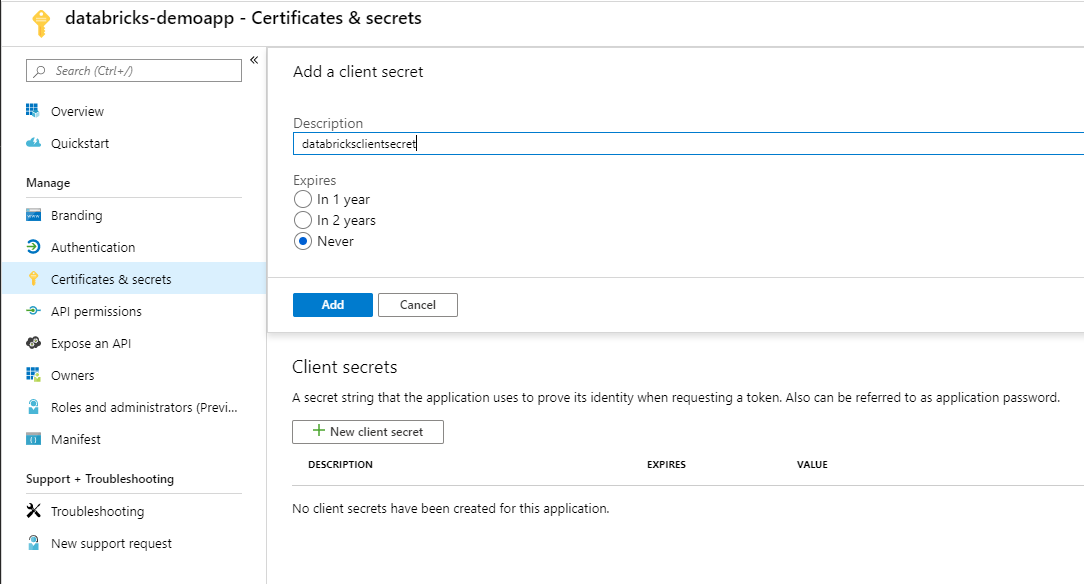 databricks-demoapp - Certificates & secrets
Search (Ctrl+/)
«
Overview
Quickstart
Manage
Branding
Authentication
Certificates & secrets
API permissions
Expose an API
Owners
Roles and administrators (Previ...
Manifest
Support + Troubleshooting
Troubleshooting
New support request
Add a client secret
Description
databricksclientsecret
Expires
In 1 year
In 2 years
Never
Add Cancel
Client secrets
A secret string that the application uses to prove its identity when requesting a token. Also can be referred to as application password.
+ New client secret
DESCRIPTION EXPIRES VALUE
No client secrets have been created for this application.